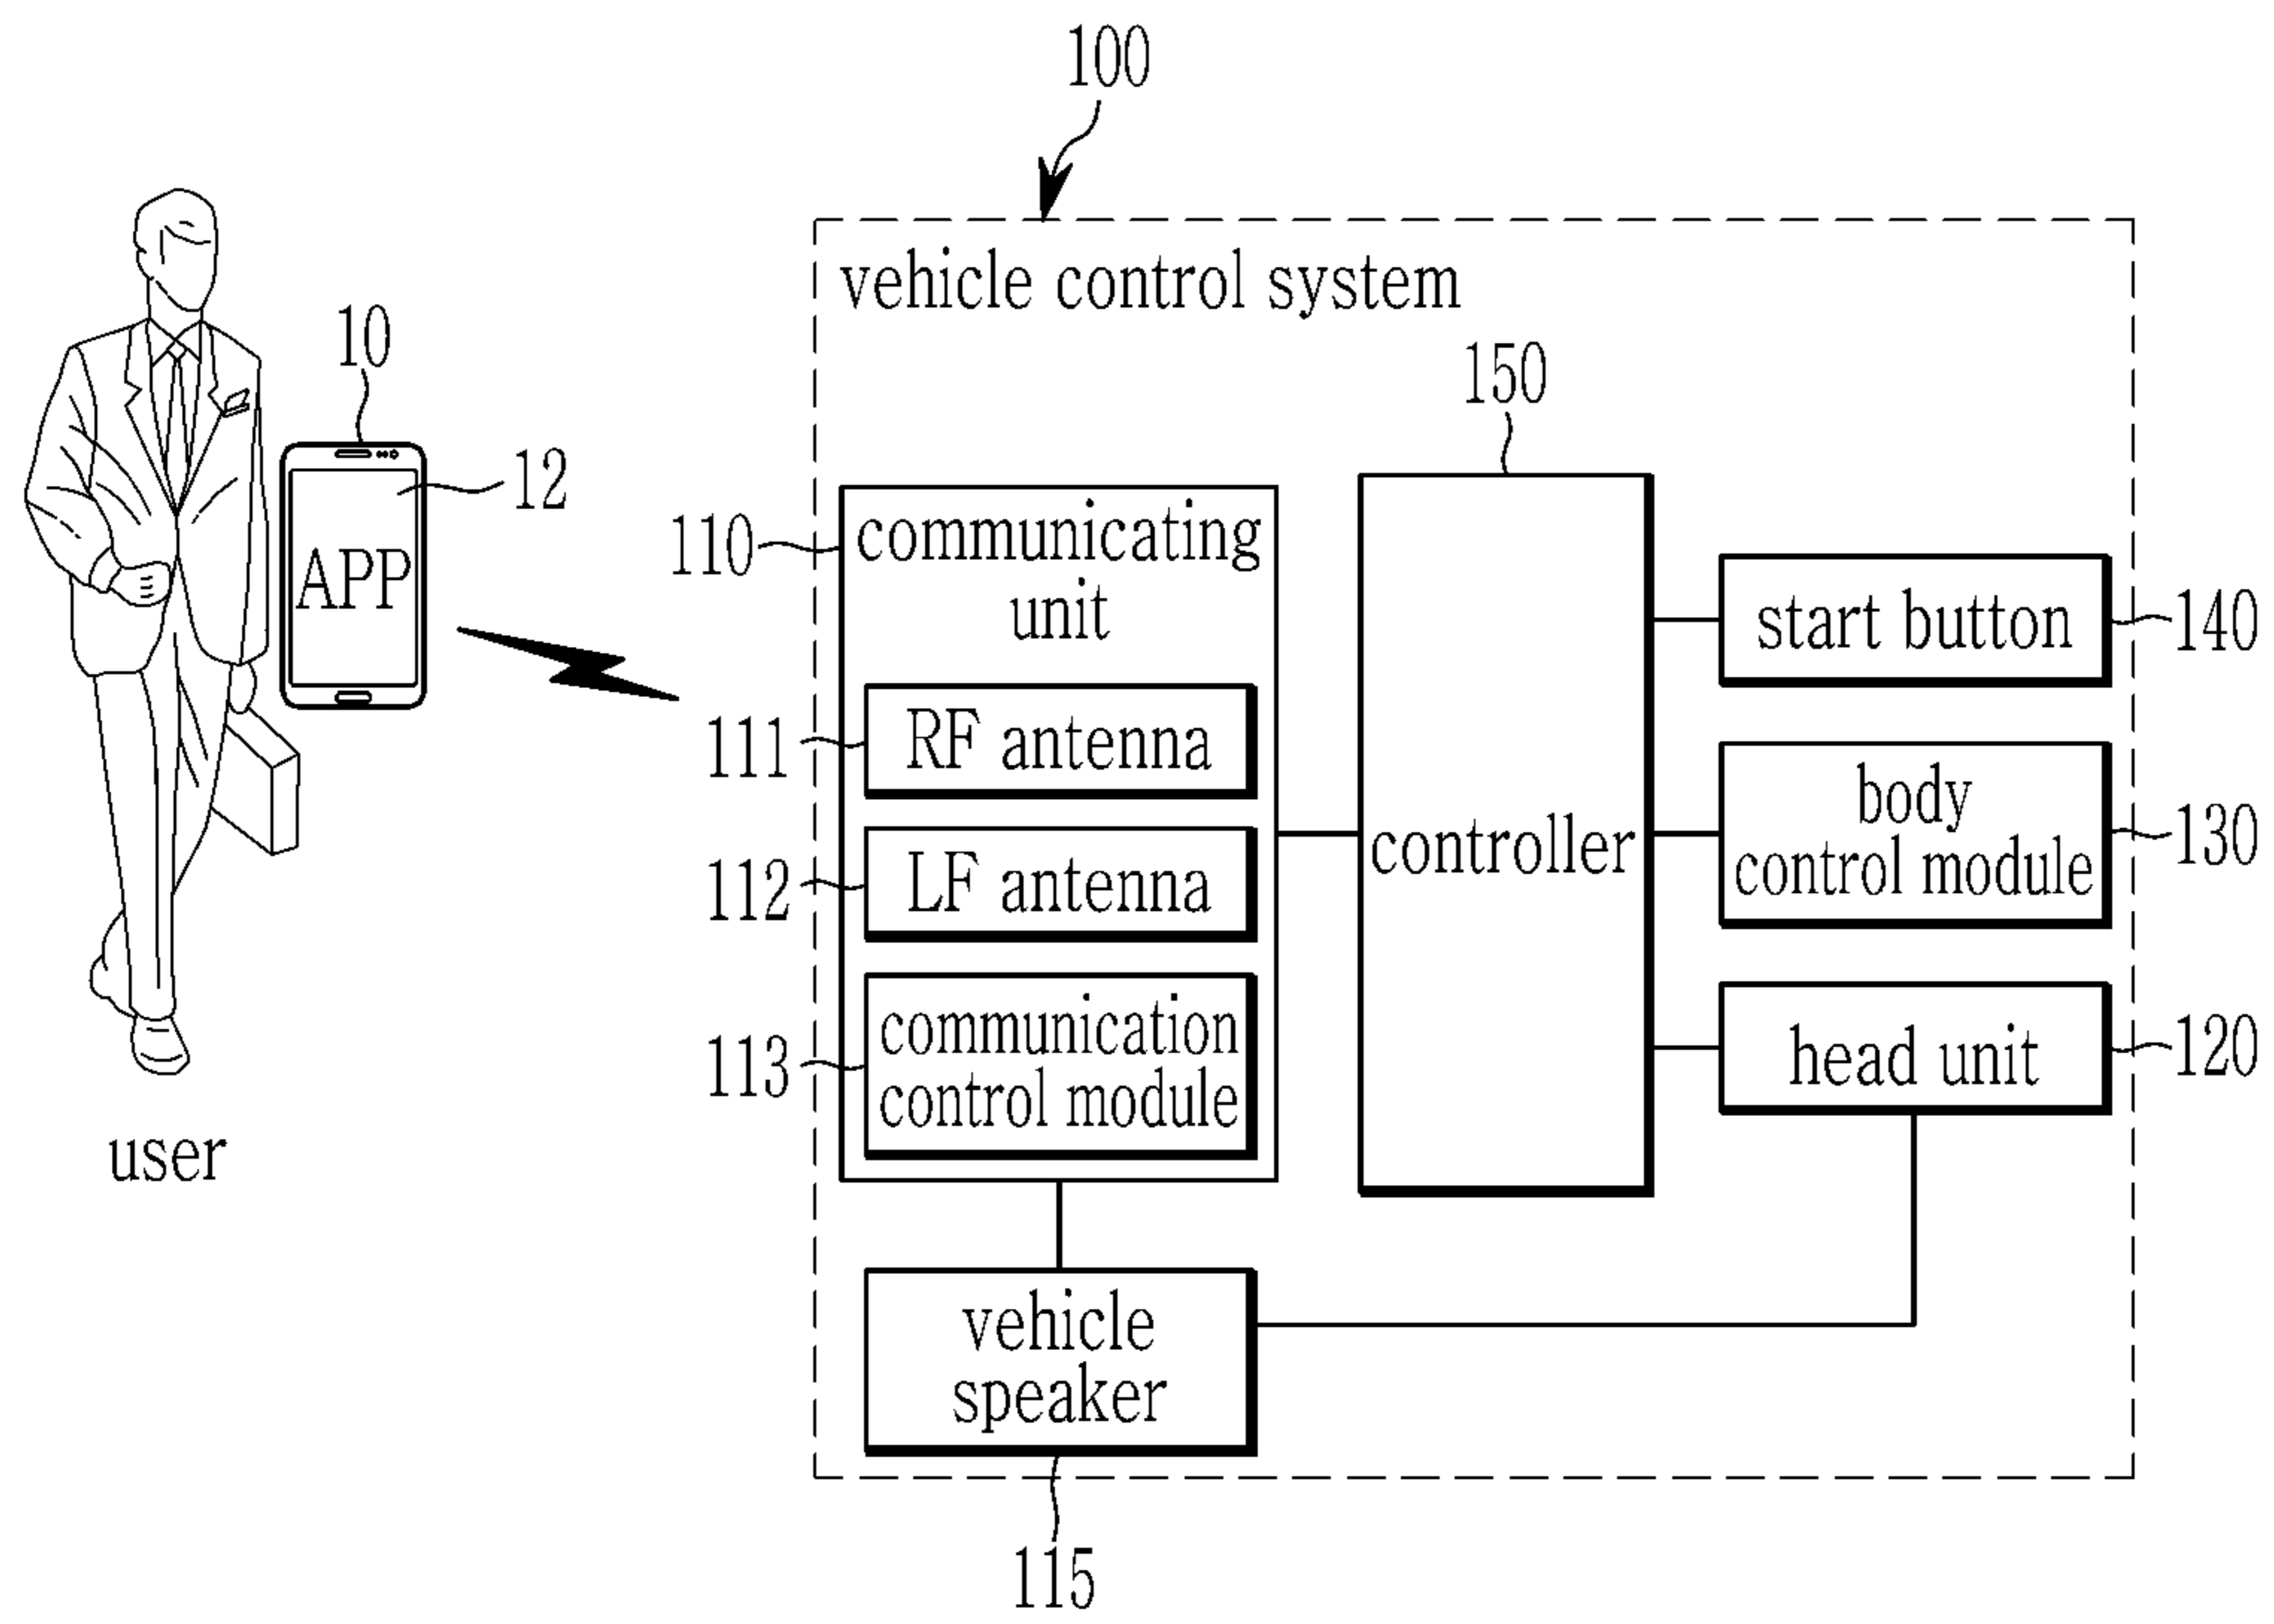 100
vehicle control system
10
12
APP
user
150
controller
110
communicating
unit
111
RF antenna
112
LF antenna
113
communication
control module
start button
140
body
control module
130
head unit
120
vehicle
speaker
115